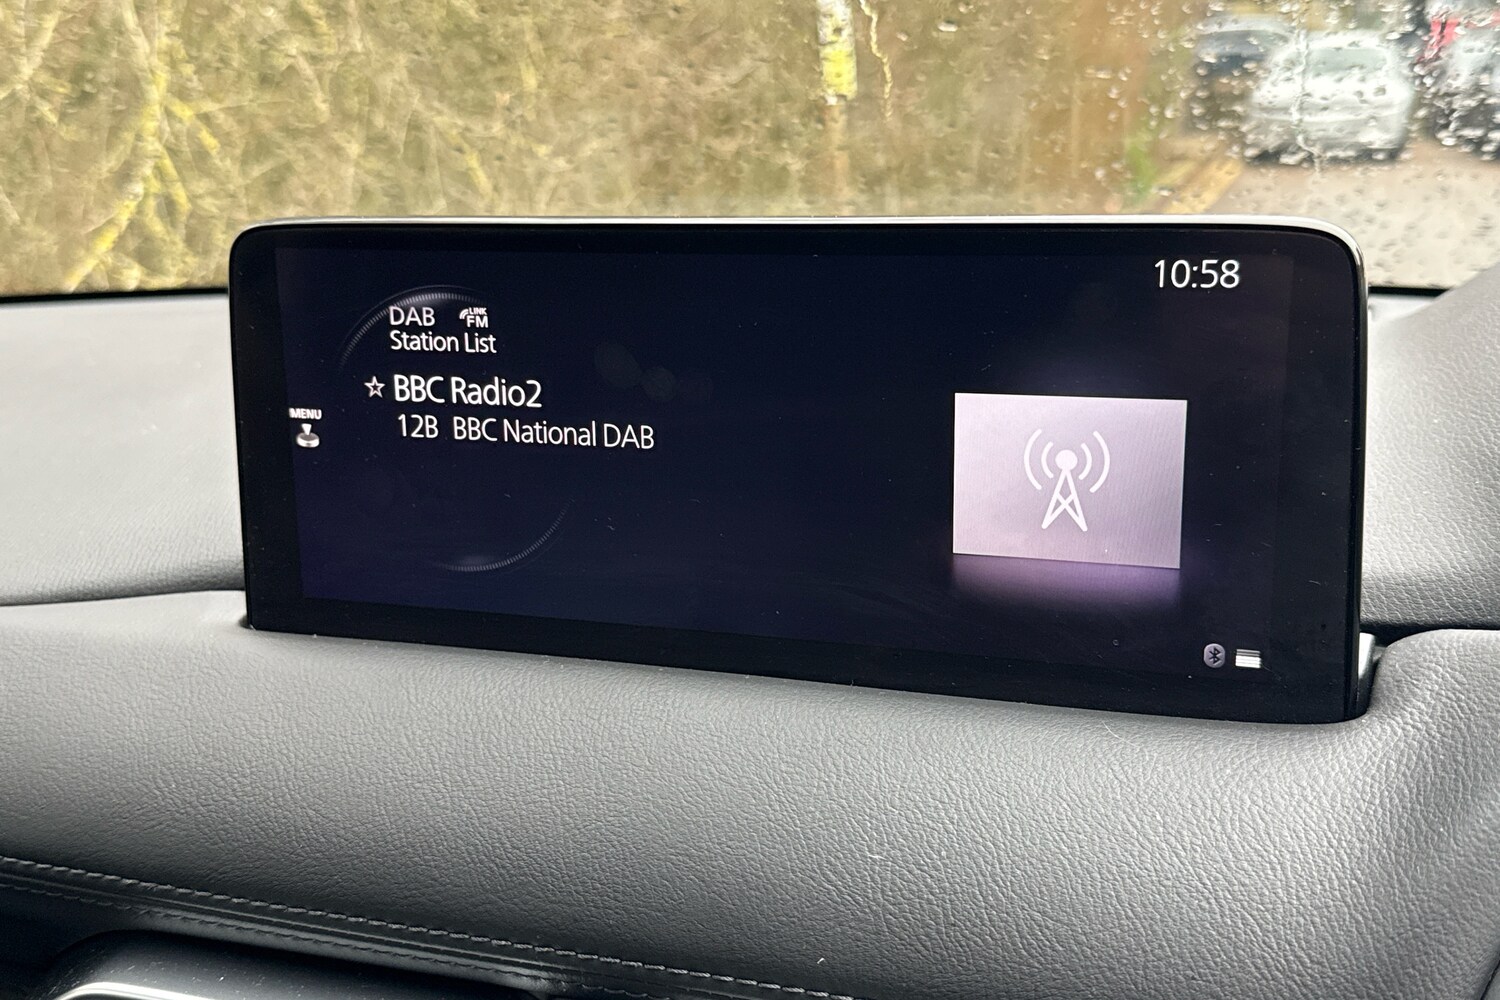 10:58
DAB LINK FM
Station List
☆ BBC Radio2
MENU
12B BBC National DAB